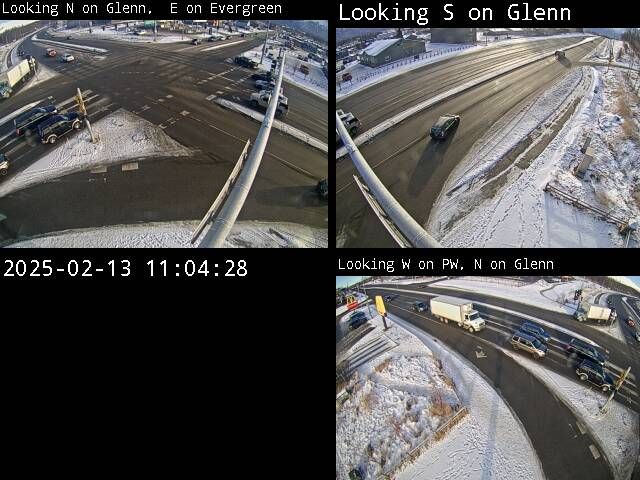 Looking N on Glenn,  E on Evergreen
Looking S on Glenn
2025-02-13 11:04:28
Looking W on PW, N on Glenn